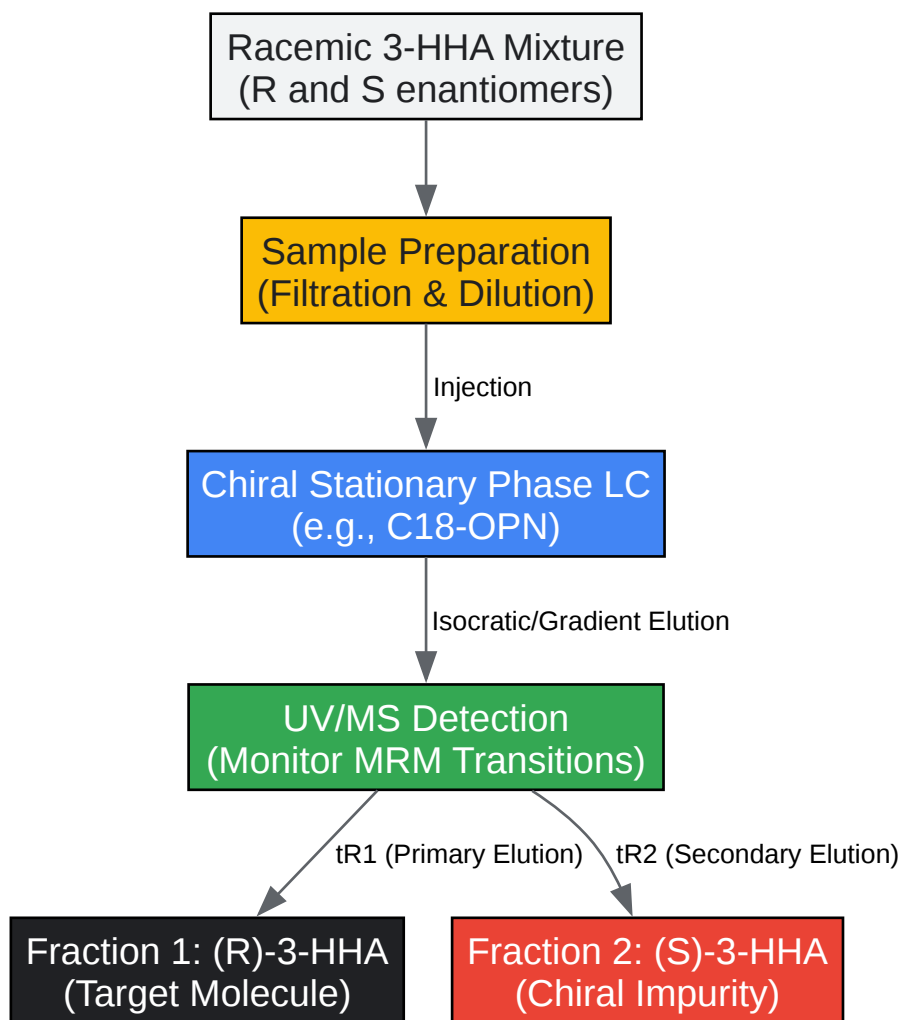 Racemic 3-HHA Mixture
(R and S enantiomers)
Sample Preparation
(Filtration & Dilution)
Injection
Chiral Stationary Phase LC
(e.g., C18-OPN)
Isocratic/Gradient Elution
UV/MS Detection
(Monitor MRM Transitions)
tR1 (Primary Elution)
tR2 (Secondary Elution)
Fraction 1: (R)-3-HHA
(Target Molecule)
Fraction 2: (S)-3-HHA
(Chiral Impurity)